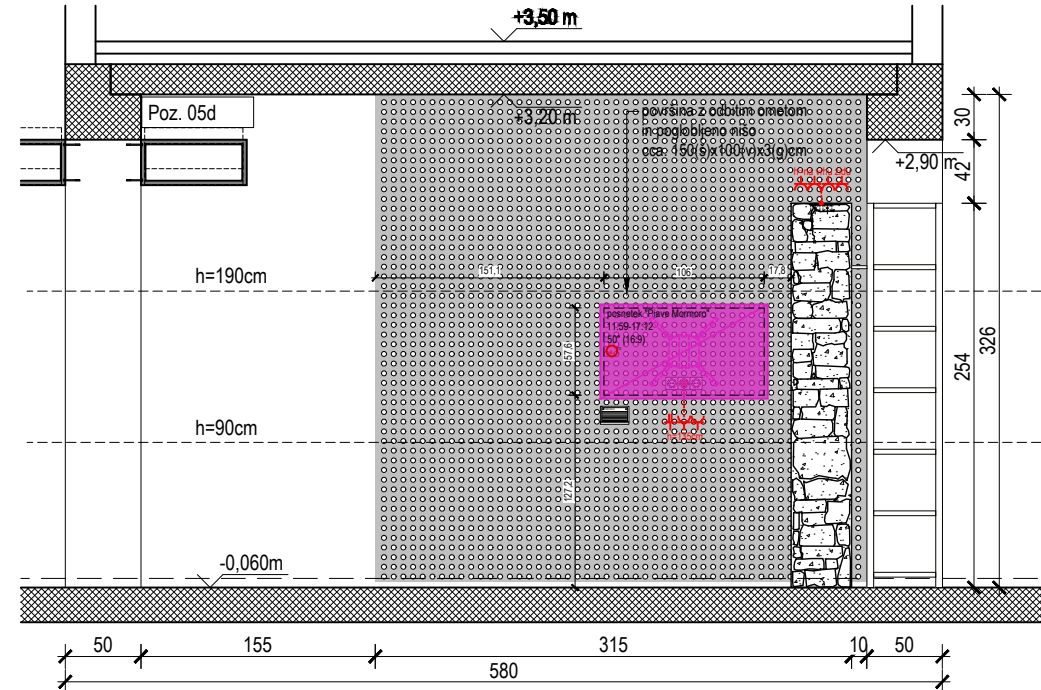 +3,50 m
Poz. 05d
+3,20 m
površina z odbitim ometom
in poglobljeno nišo
cca. 150(š)x100(v)x3(g)cm
30
+2,90 m
42
151,1
106
17,8
h=190cm
posnetek "Plave Mormoro"
11:59-17:12
50" (16:9)
57,6
326
254
h=90cm
127,2
-0,060m
50
155
315
10
50
580